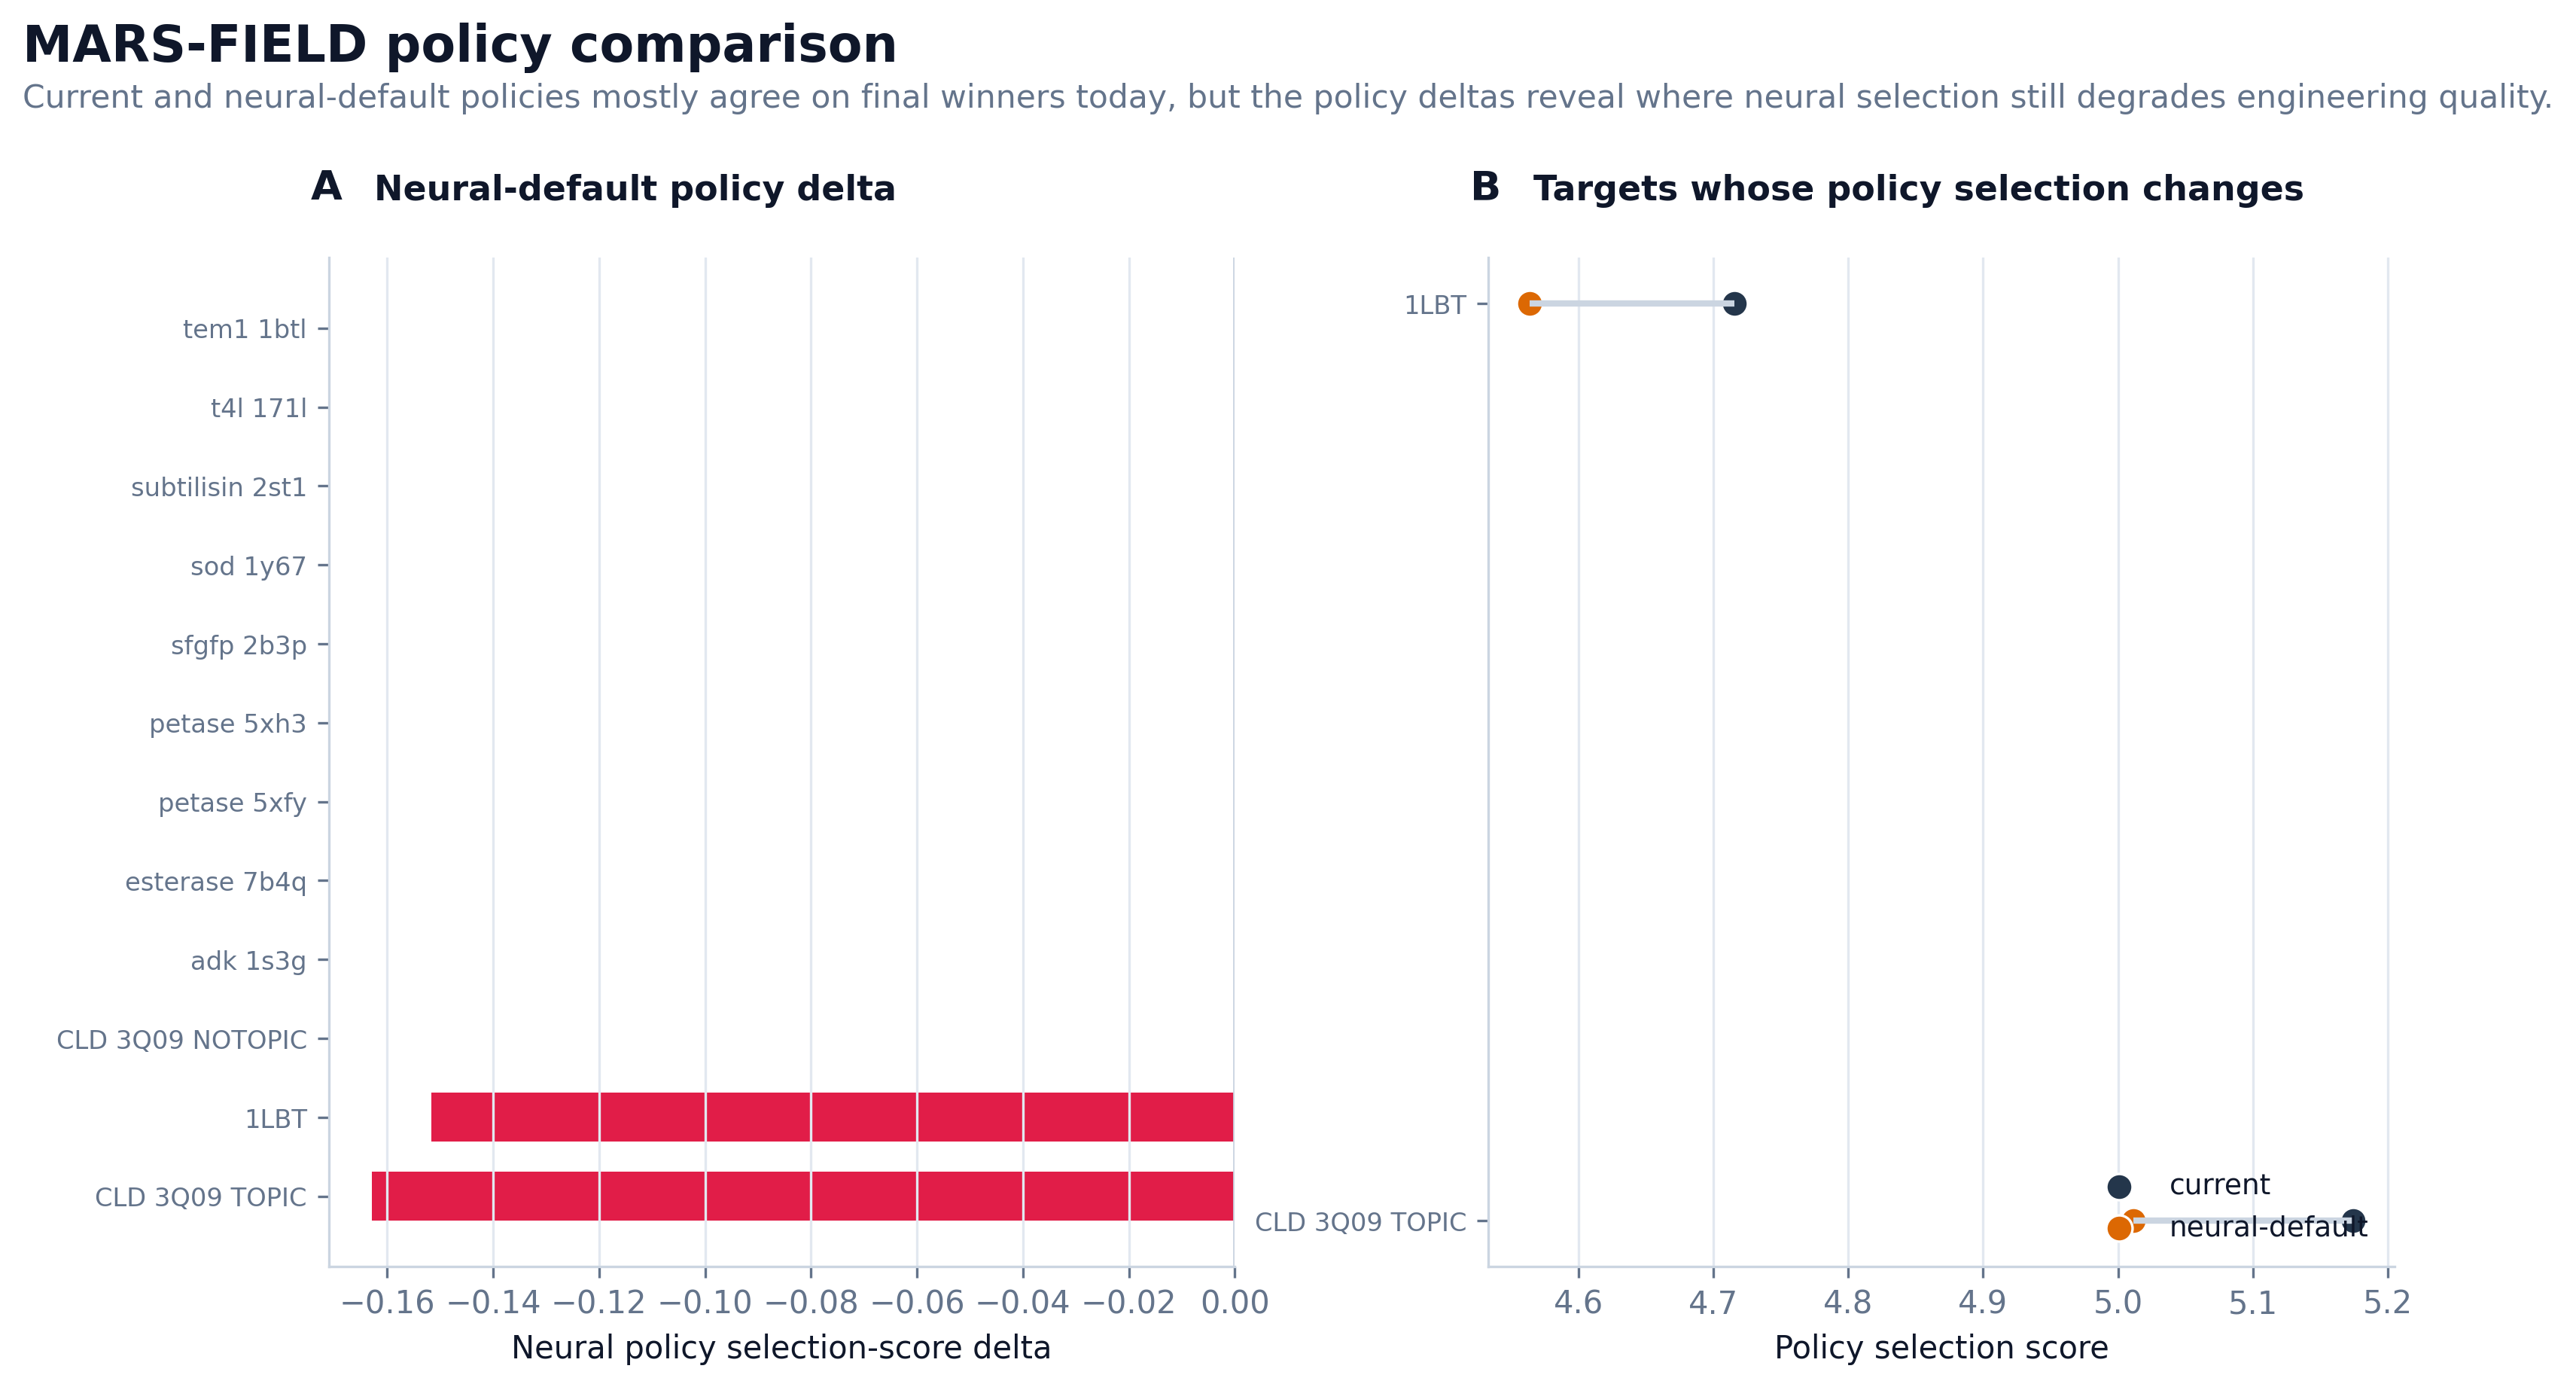 MARS-FIELD policy comparison
Current and neural-default policies mostly agree on final winners today, but the policy deltas reveal where neural selection still degrades engineering quality.
A Neural-default policy delta
tem1 1btl
t4l 171l
subtilisin 2st1
sod 1y67
sfgfp 2b3p
petase 5xh3
petase 5xfy
esterase 7b4q
adk 1s3g
CLD 3Q09 NOTOPIC
1LBT
CLD 3Q09 TOPIC
−0.16 −0.14 −0.12 −0.10 −0.08 −0.06 −0.04 −0.02 0.00
Neural policy selection-score delta
B Targets whose policy selection changes
1LBT
CLD 3Q09 TOPIC
current
neural-default
4.6 4.7 4.8 4.9 5.0 5.1 5.2
Policy selection score